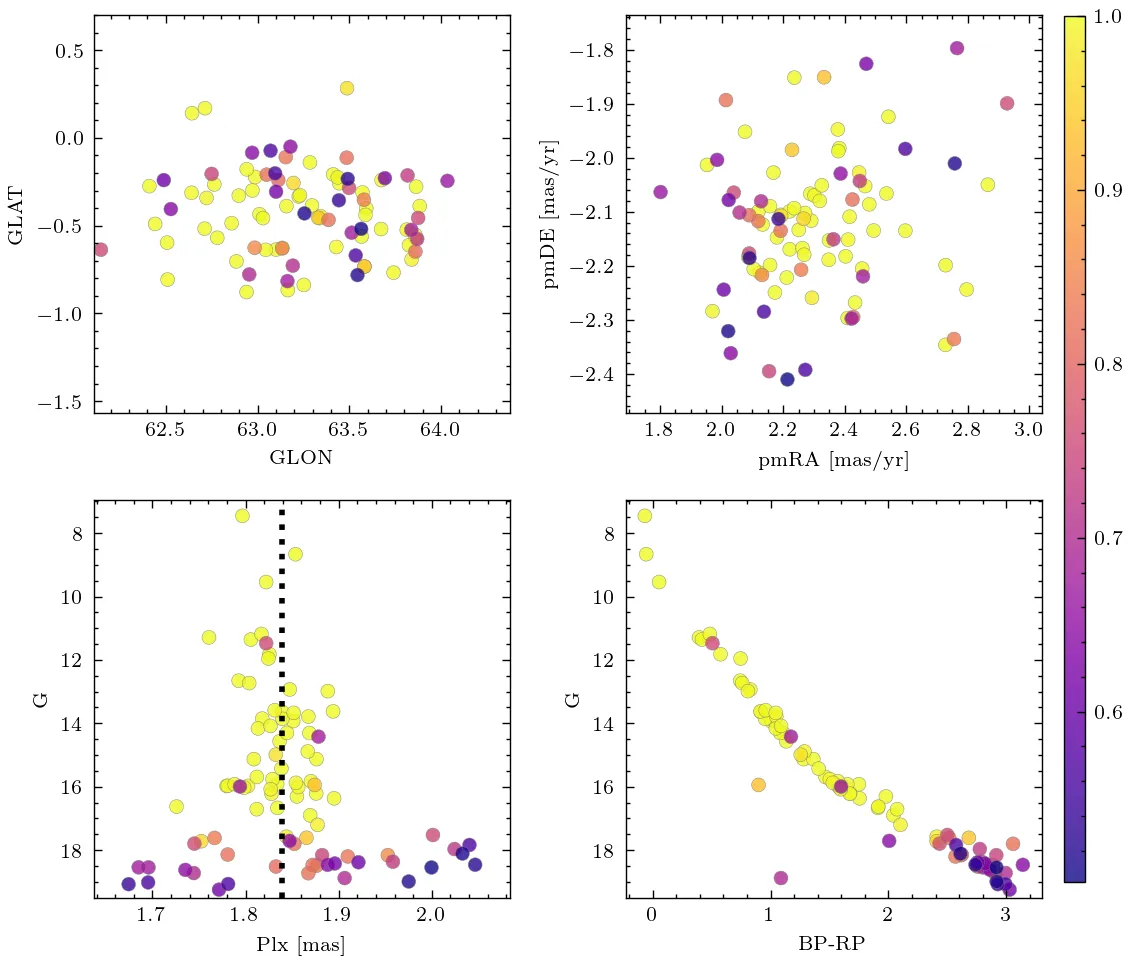 0.5
0.0
−0.5
−1.0
−1.5
GLAT
62.5 63.0 63.5 64.0
GLON
−1.8
−1.9
−2.0
−2.1
−2.2
−2.3
−2.4
pmDE [mas/yr]
1.8 2.0 2.2 2.4 2.6 2.8 3.0
pmRA [mas/yr]
1.0
0.9
0.8
0.7
0.6
8
10
12
14
16
18
G
1.7 1.8 1.9 2.0
Plx [mas]
8
10
12
14
16
18
G
0 1 2 3
BP-RP